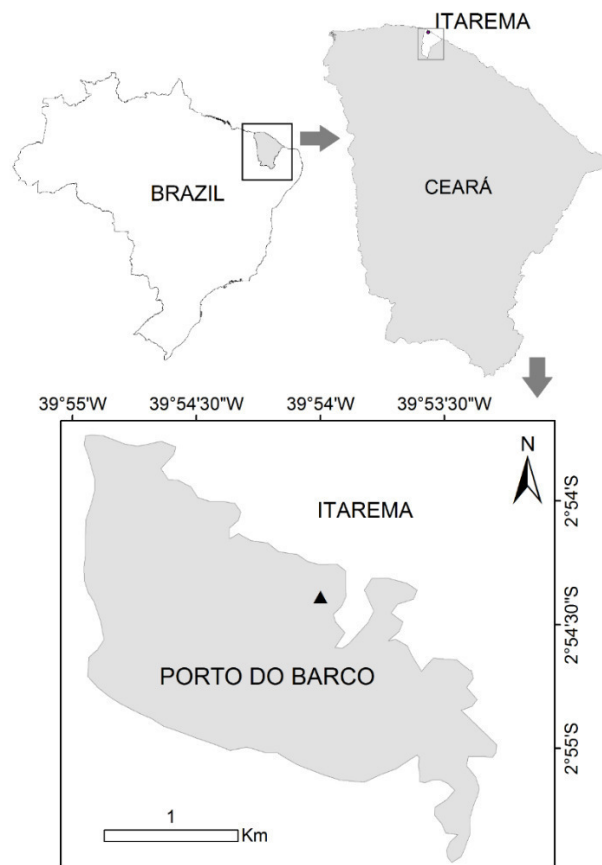 ITAREMA
BRAZIL
CEARÁ
39°55'W 39°54'30"W 39°54'W 39°53'30"W
N
2°54'S
ITAREMA
2°54'30"S
PORTO DO BARCO
2°55'S
1
Km